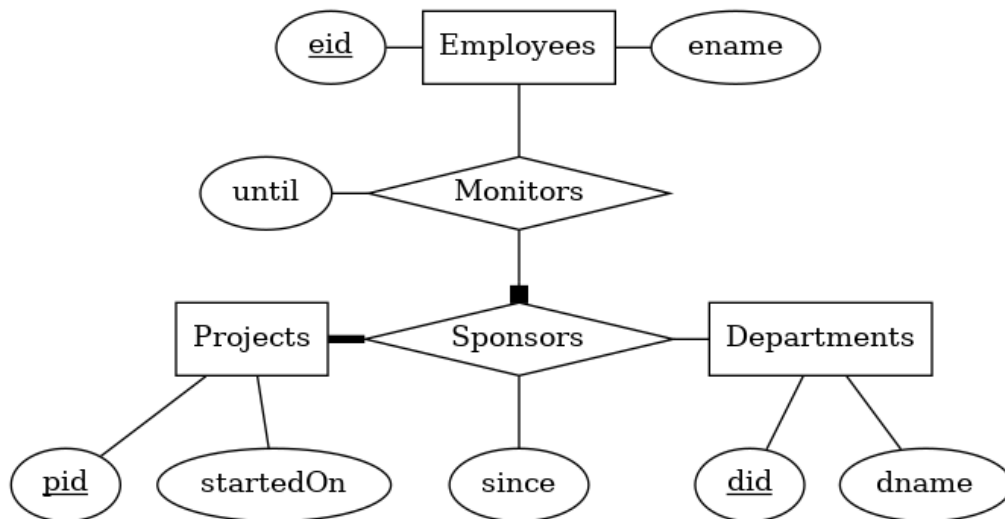 eid
Employees
ename
until
Monitors
Projects
Sponsors
Departments
pid
startedOn
since
did
dname